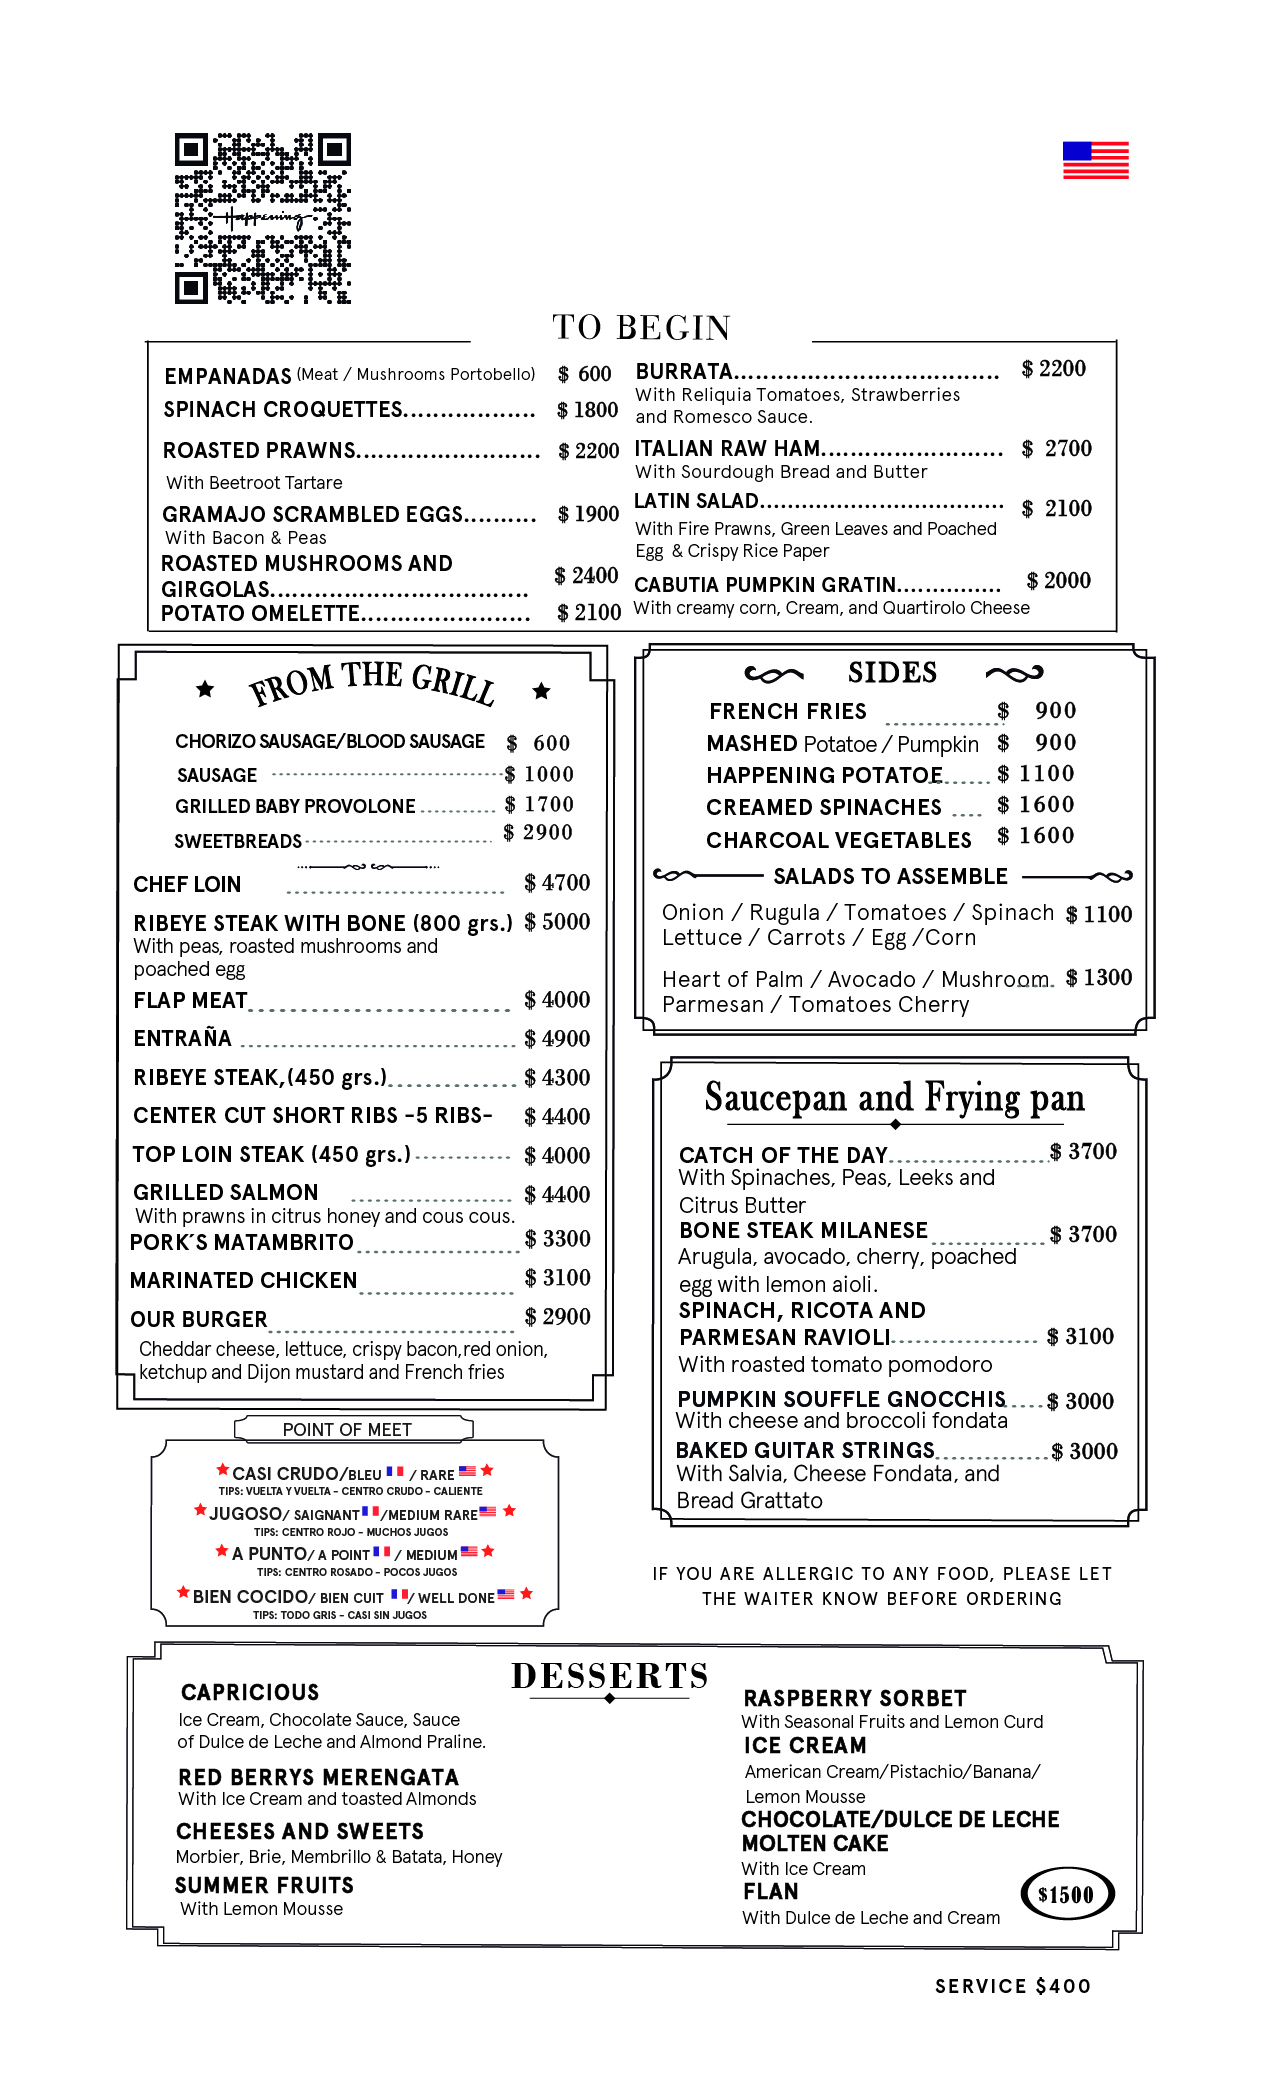 Happening
TO BEGIN
EMPANADAS (Meat / Mushrooms Portobello) $ 600
SPINACH CROQUETTES.................. $ 1800
ROASTED PRAWNS......................... $ 2200
With Beetroot Tartare
GRAMAJO SCRAMBLED EGGS.......... $ 1900
With Bacon & Peas
ROASTED MUSHROOMS AND
GIRGOLAS................................... $ 2400
POTATO OMELETTE....................... $ 2100
BURRATA.................................... $ 2200
With Reliquia Tomatoes, Strawberries
and Romesco Sauce.
ITALIAN RAW HAM......................... $ 2700
With Sourdough Bread and Butter
LATIN SALAD....................................... $ 2100
With Fire Prawns, Green Leaves and Poached
Egg & Crispy Rice Paper
CABUTIA PUMPKIN GRATIN................ $ 2000
With creamy corn, Cream, and Quartirolo Cheese
FROM THE GRILL
CHORIZO SAUSAGE/BLOOD SAUSAGE $ 600
SAUSAGE $ 1000
GRILLED BABY PROVOLONE $ 1700
SWEETBREADS $ 2900
CHEF LOIN $ 4700
RIBEYE STEAK WITH BONE (800 grs.) $ 5000
With peas, roasted mushrooms and
poached egg
FLAP MEAT $ 4000
ENTRAÑA $ 4900
RIBEYE STEAK,(450 grs.) $ 4300
CENTER CUT SHORT RIBS -5 RIBS- $ 4400
TOP LOIN STEAK (450 grs.) $ 4000
GRILLED SALMON $ 4400
With prawns in citrus honey and cous cous.
PORK´S MATAMBRITO $ 3300
MARINATED CHICKEN $ 3100
OUR BURGER $ 2900
Cheddar cheese, lettuce, crispy bacon,red onion,
ketchup and Dijon mustard and French fries
SIDES
FRENCH FRIES $ 900
MASHED Potatoe / Pumpkin $ 900
HAPPENING POTATOE $ 1100
CREAMED SPINACHES $ 1600
CHARCOAL VEGETABLES $ 1600
SALADS TO ASSEMBLE
Onion / Rugula / Tomatoes / Spinach $ 1100
Lettuce / Carrots / Egg /Corn
Heart of Palm / Avocado / Mushroom $ 1300
Parmesan / Tomatoes Cherry
Saucepan and Frying pan
CATCH OF THE DAY $ 3700
With Spinaches, Peas, Leeks and
Citrus Butter
BONE STEAK MILANESE $ 3700
Arugula, avocado, cherry, poached
egg with lemon aioli.
SPINACH, RICOTA AND
PARMESAN RAVIOLI $ 3100
With roasted tomato pomodoro
PUMPKIN SOUFFLE GNOCCHIS $ 3000
With cheese and broccoli fondata
BAKED GUITAR STRINGS $ 3000
With Salvia, Cheese Fondata, and
Bread Grattato
POINT OF MEET
CASI CRUDO/BLEU / RARE
TIPS: VUELTA Y VUELTA - CENTRO CRUDO - CALIENTE
JUGOSO/ SAIGNANT /MEDIUM RARE
TIPS: CENTRO ROJO - MUCHOS JUGOS
A PUNTO/ A POINT / MEDIUM
TIPS: CENTRO ROSADO - POCOS JUGOS
BIEN COCIDO/ BIEN CUIT / WELL DONE
TIPS: TODO GRIS - CASI SIN JUGOS
IF YOU ARE ALLERGIC TO ANY FOOD, PLEASE LET
THE WAITER KNOW BEFORE ORDERING
DESSERTS
CAPRICIOUS
Ice Cream, Chocolate Sauce, Sauce
of Dulce de Leche and Almond Praline.
RED BERRYS MERENGATA
With Ice Cream and toasted Almonds
CHEESES AND SWEETS
Morbier, Brie, Membrillo & Batata, Honey
SUMMER FRUITS
With Lemon Mousse
RASPBERRY SORBET
With Seasonal Fruits and Lemon Curd
ICE CREAM
American Cream/Pistachio/Banana/
Lemon Mousse
CHOCOLATE/DULCE DE LECHE
MOLTEN CAKE
With Ice Cream
FLAN
With Dulce de Leche and Cream
$1500
SERVICE $400